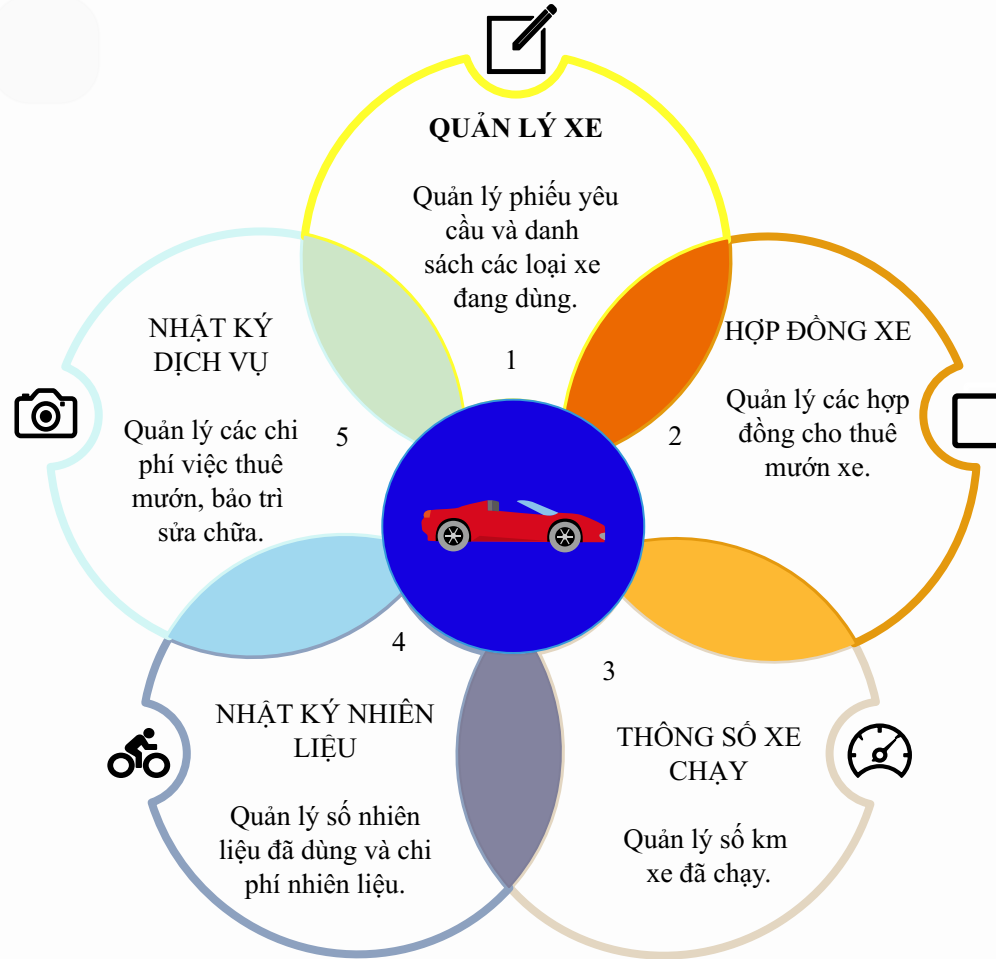 QUẢN LÝ XE
Quản lý phiếu yêu
cầu và danh
sách các loại xe
đang dùng.
1
HỢP ĐỒNG XE
Quản lý các hợp
đồng cho thuê
mướn xe.
2
THÔNG SỐ XE
CHẠY
Quản lý số km
xe đã chạy.
3
NHẬT KÝ NHIÊN
LIỆU
Quản lý số nhiên
liệu đã dùng và chi
phí nhiên liệu.
4
NHẬT KÝ
DỊCH VỤ
Quản lý các chi
phí việc thuê
mướn, bảo trì
sửa chữa.
5